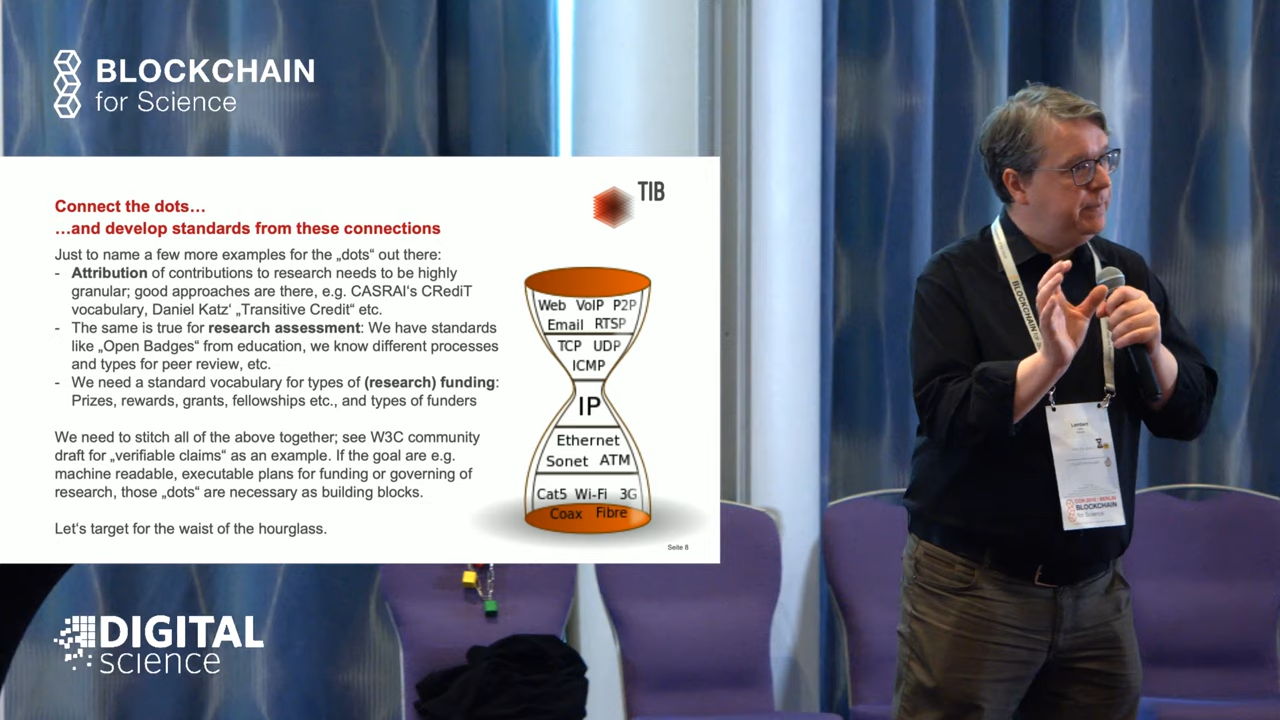 BLOCKCHAIN
for Science
TIB
Connect the dots…
…and develop standards from these connections
Just to name a few more examples for the „dots“ out there:
- Attribution of contributions to research needs to be highly
granular; good approaches are there, e.g. CASRAI‘s CRediT
vocabulary, Daniel Katz‘ „Transitive Credit“ etc.
- The same is true for research assessment: We have standards
like „Open Badges“ from education, we know different processes
and types for peer review, etc.
- We need a standard vocabulary for types of (research) funding:
Prizes, rewards, grants, fellowships etc., and types of funders
We need to stitch all of the above together; see W3C community
draft for „verifiable claims“ as an example. If the goal are e.g.
machine readable, executable plans for funding or governing of
research, those „dots“ are necessary as building blocks.
Let‘s target for the waist of the hourglass.
Web VoIP P2P
Email RTSP
TCP UDP
ICMP
IP
Ethernet
Sonet ATM
Cat5 Wi-Fi 3G
Coax Fibre
Seite 8
DIGITAL
science
BLOCKCHAIN
Lambert
BLOCKCHAIN
for Science